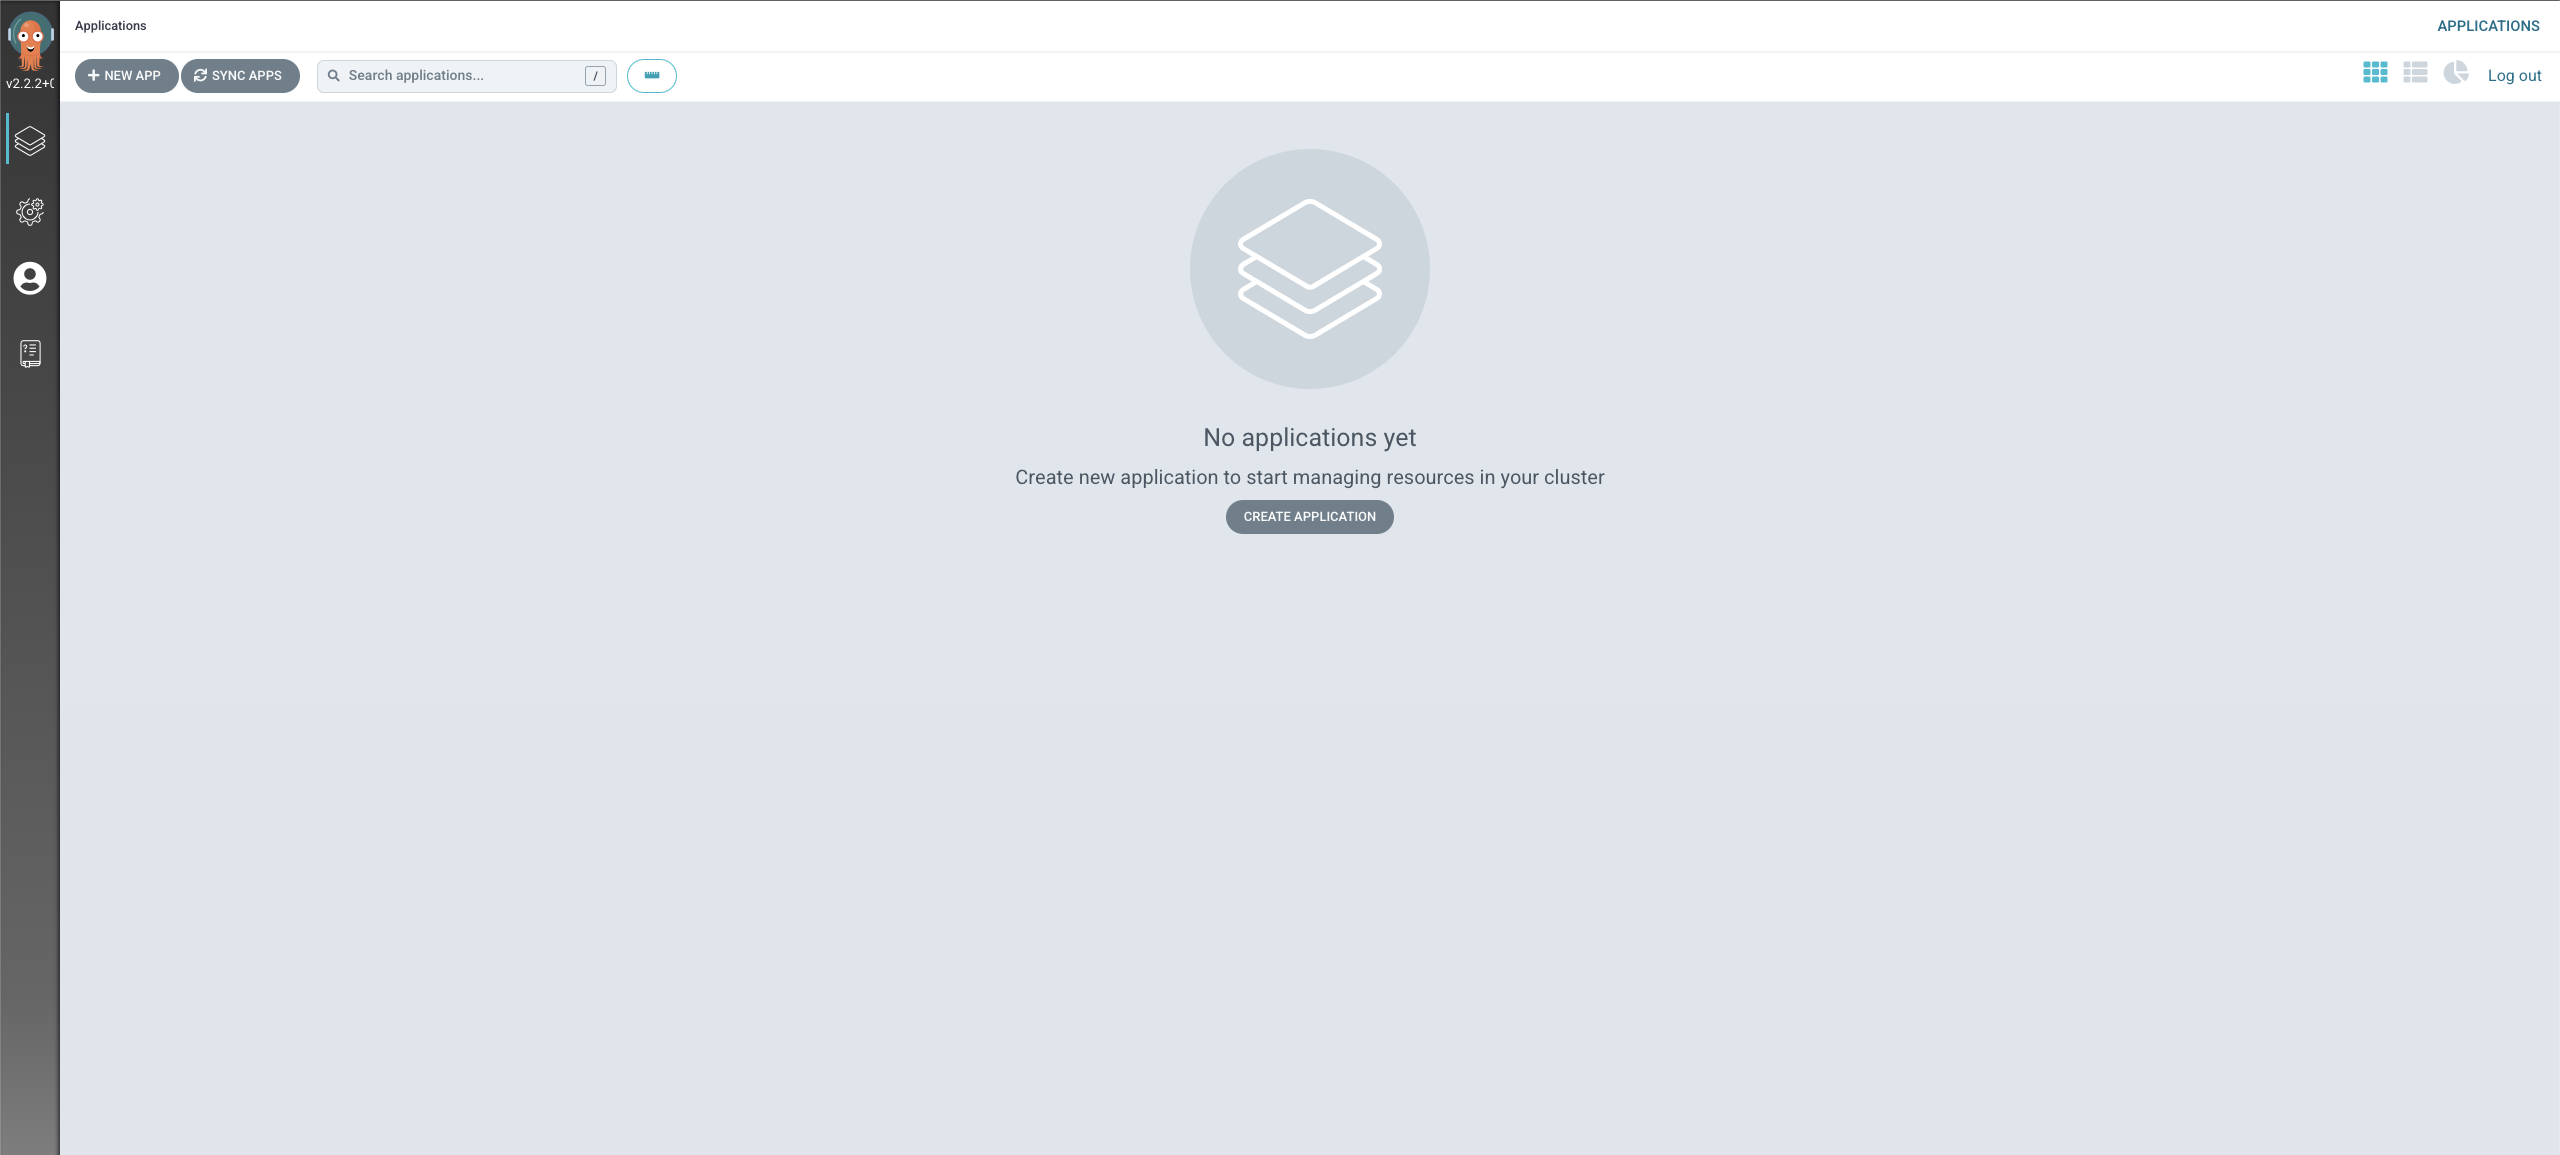 Applications
APPLICATIONS
v2.2.2+
NEW APP
SYNC APPS
Search applications...
/
Log out
No applications yet
Create new application to start managing resources in your cluster
CREATE APPLICATION